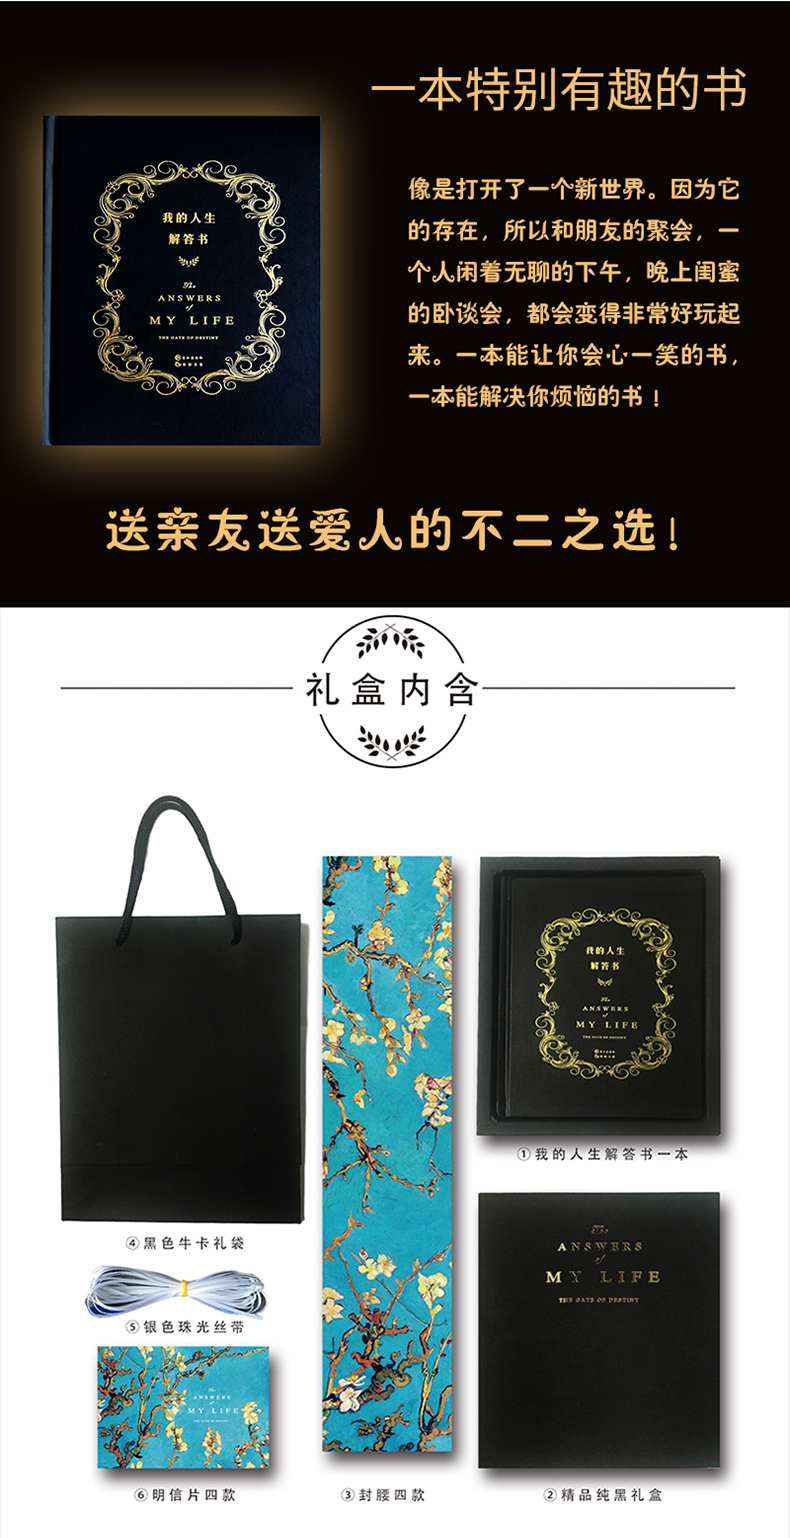 一本特别有趣的书
像是打开了一个新世界。因为它
的存在，所以和朋友的聚会，一
个人闲着无聊的下午，晚上闺蜜
的卧谈会，都会变得非常好玩起
来。一本能让你会心一笑的书，
一本能解决你烦恼的书！
我的人生
解答书
The
ANSWERS
of
MY LIFE
THE GATE OF DESTINY
送亲友送爱人的不二之选！
礼盒内含
我的人生
解答书
The
ANSWERS
of
MY LIFE
THE GATE OF DESTINY
①我的人生解答书一本
The
ANSWERS
of
MY LIFE
THE GATE OF DESTINY
②精品纯黑礼盒
③封腰四款
④黑色牛卡礼袋
⑤银色珠光丝带
The
ANSWERS
of
MY LIFE
THE GATE OF DESTINY
⑥明信片四款